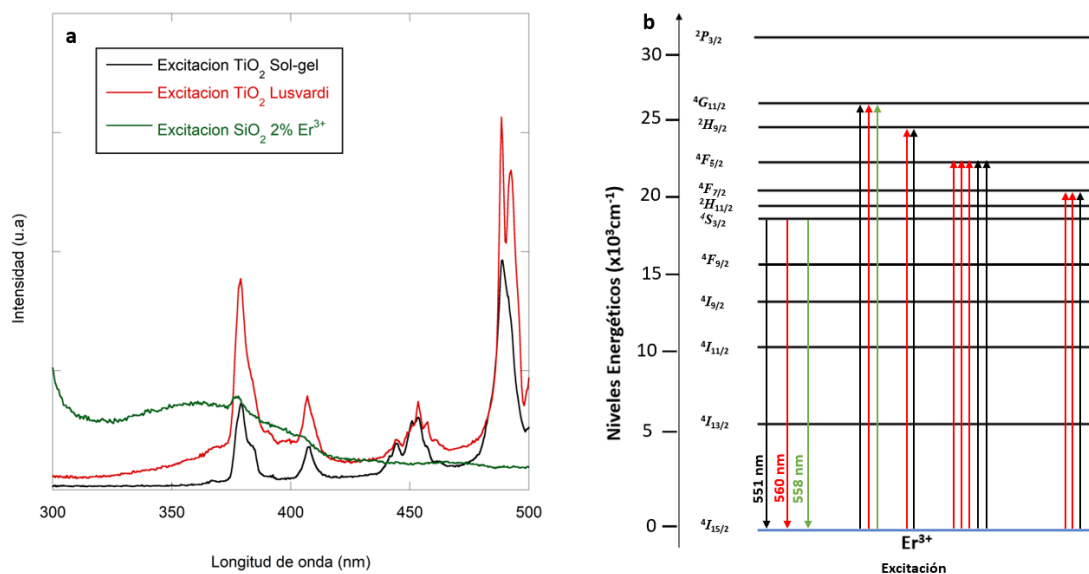 a
Excitacion TiO2 Sol-gel
Excitacion TiO2 Lusvardi
Excitacion SiO2 2% Er3+
Intensidad (u.a)
300 350 400 450 500
Longitud de onda (nm)
b
Niveles Energéticos (x10³cm⁻¹)
30
25
20
15
10
5
0
²P3/2
⁴G11/2
²H9/2
⁴F5/2
⁴F7/2
²H11/2
⁴S3/2
⁴F9/2
⁴I9/2
⁴I11/2
⁴I13/2
⁴I15/2
551 nm
560 nm
558 nm
Er3+
Excitación